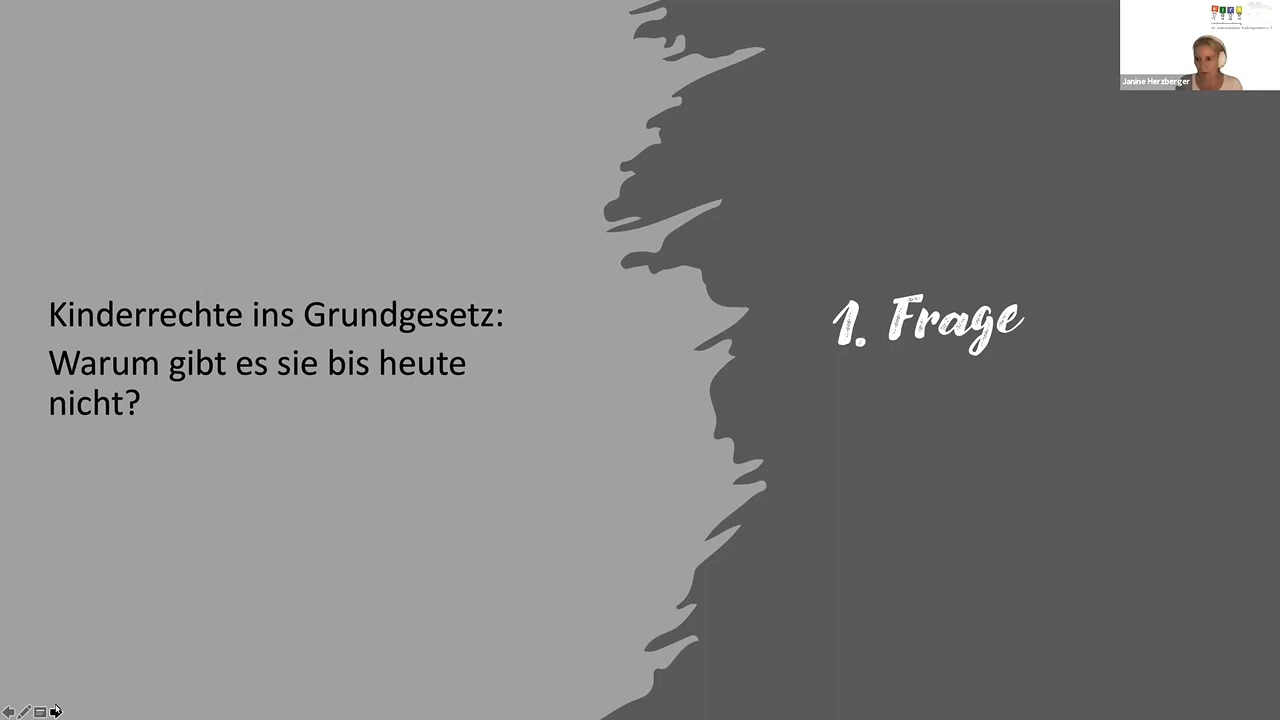 Kinderrechte ins Grundgesetz:
Warum gibt es sie bis heute
nicht?
1. Frage
Janine Herzberger